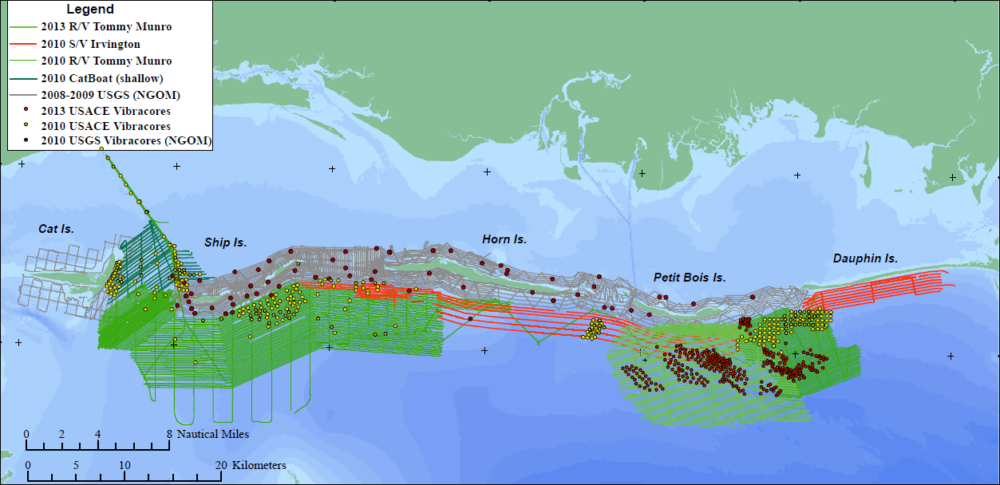 Legend
2013 R/V Tommy Munro
2010 S/V Irvington
2010 R/V Tommy Munro
2010 CatBoat (shallow)
2008-2009 USGS (NGOM)
2013 USACE Vibracores
2010 USACE Vibracores
2010 USGS Vibracores (NGOM)
Cat Is.
Ship Is.
Horn Is.
Petit Bois Is.
Dauphin Is.
0 2 4 8 Nautical Miles
0 5 10 20 Kilometers